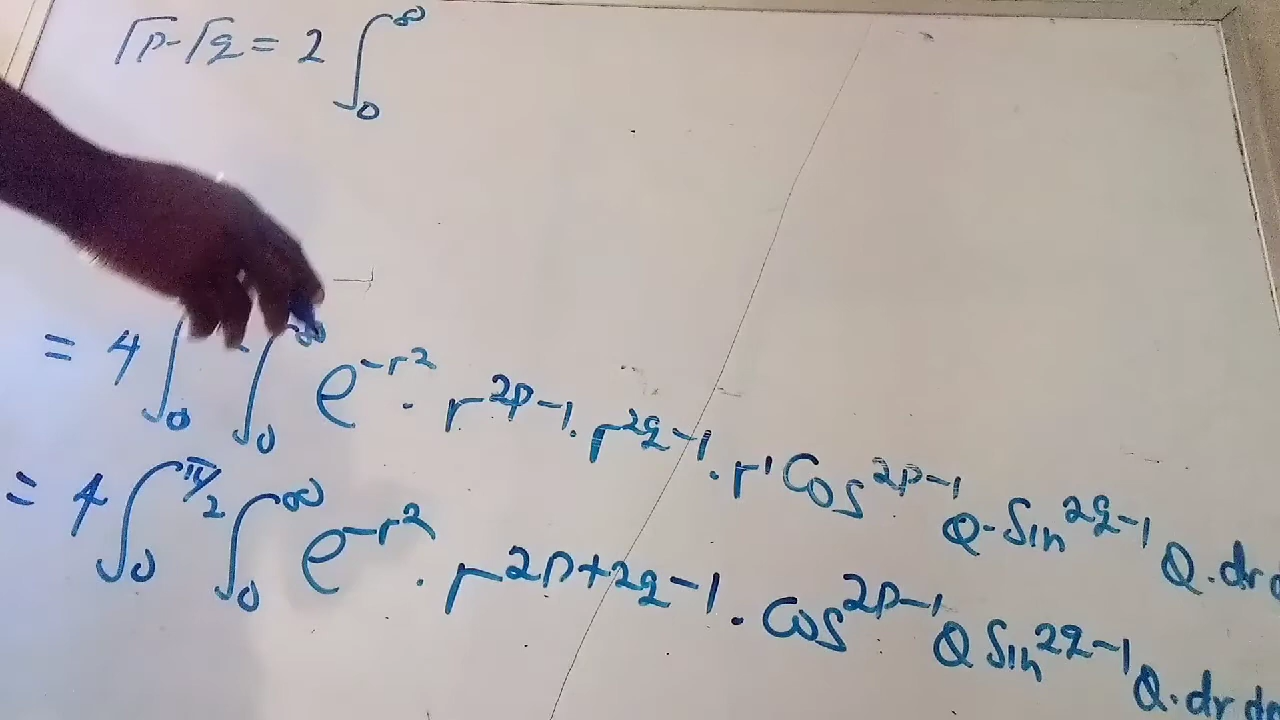 Γp·Γq = 2 ∫₀^∞
= 4 ∫₀ ∫₀^∞ e^{-r²} · r^{2p-1} · r^{2q-1} · r¹ Cos^{2p-1} Q · Sin^{2q-1} Q · dr d
= 4 ∫₀^{π/2} ∫₀^∞ e^{-r²} · r^{2p+2q-1} · Cos^{2p-1} Q Sin^{2q-1} Q · dr d